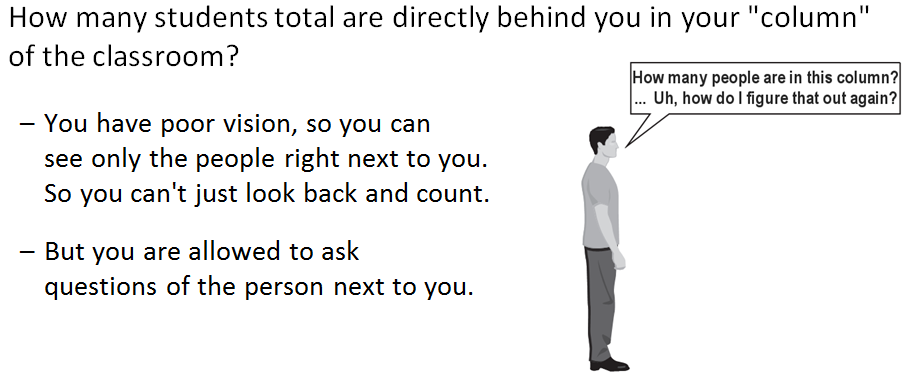 How many students total are directly behind you in your "column"
of the classroom?
– You have poor vision, so you can
see only the people right next to you.
So you can't just look back and count.
– But you are allowed to ask
questions of the person next to you.
How many people are in this column?
... Uh, how do I figure that out again?